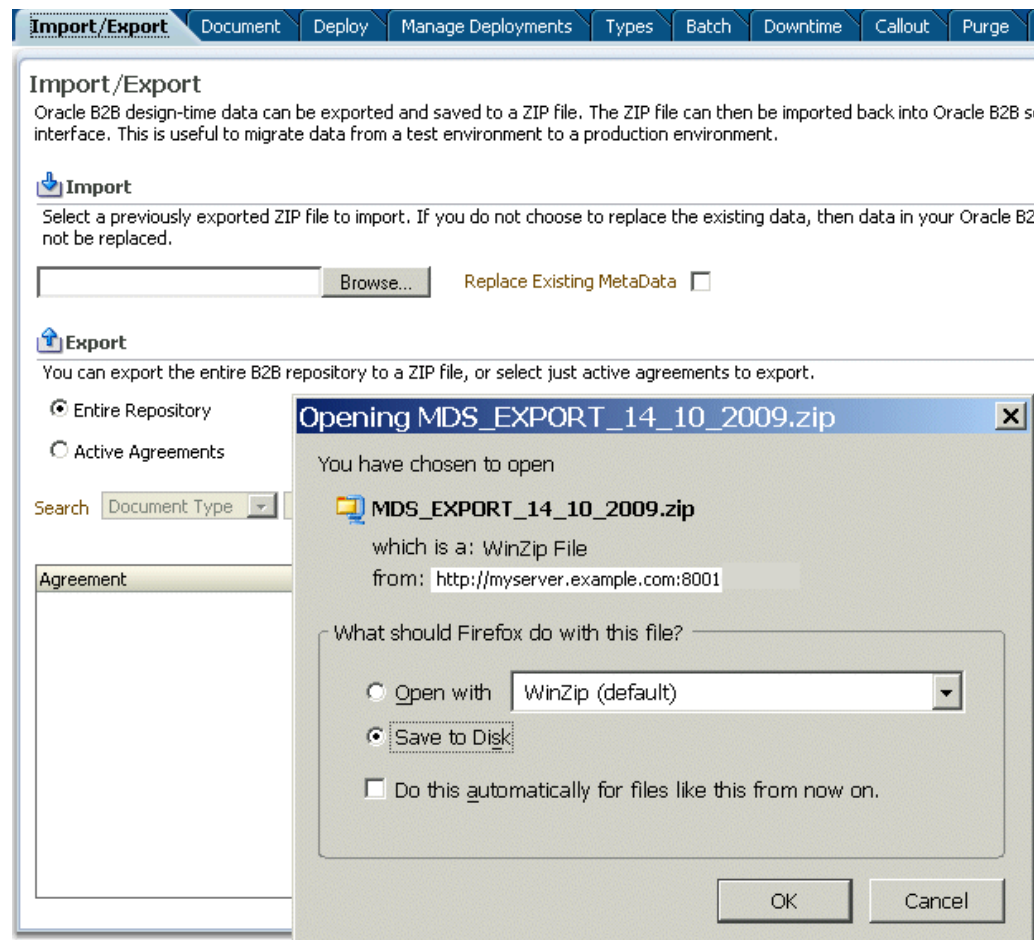 Import/Export Document Deploy Manage Deployments Types Batch Downtime Callout Purge
Import/Export
Oracle B2B design-time data can be exported and saved to a ZIP file. The ZIP file can then be imported back into Oracle B2B
interface. This is useful to migrate data from a test environment to a production environment.
Import
Select a previously exported ZIP file to import. If you do not choose to replace the existing data, then data in your Oracle
not be replaced.
Browse... Replace Existing MetaData
Export
You can export the entire B2B repository to a ZIP file, or select just active agreements to export.
Entire Repository
Active Agreements
Search Document Type
Agreement
Opening MDS_EXPORT_14_10_2009.zip
You have chosen to open
MDS_EXPORT_14_10_2009.zip
which is a: WinZip File
from: http://myserver.example.com:8001
What should Firefox do with this file?
Open with WinZip (default)
Save to Disk
Do this automatically for files like this from now on.
OK Cancel